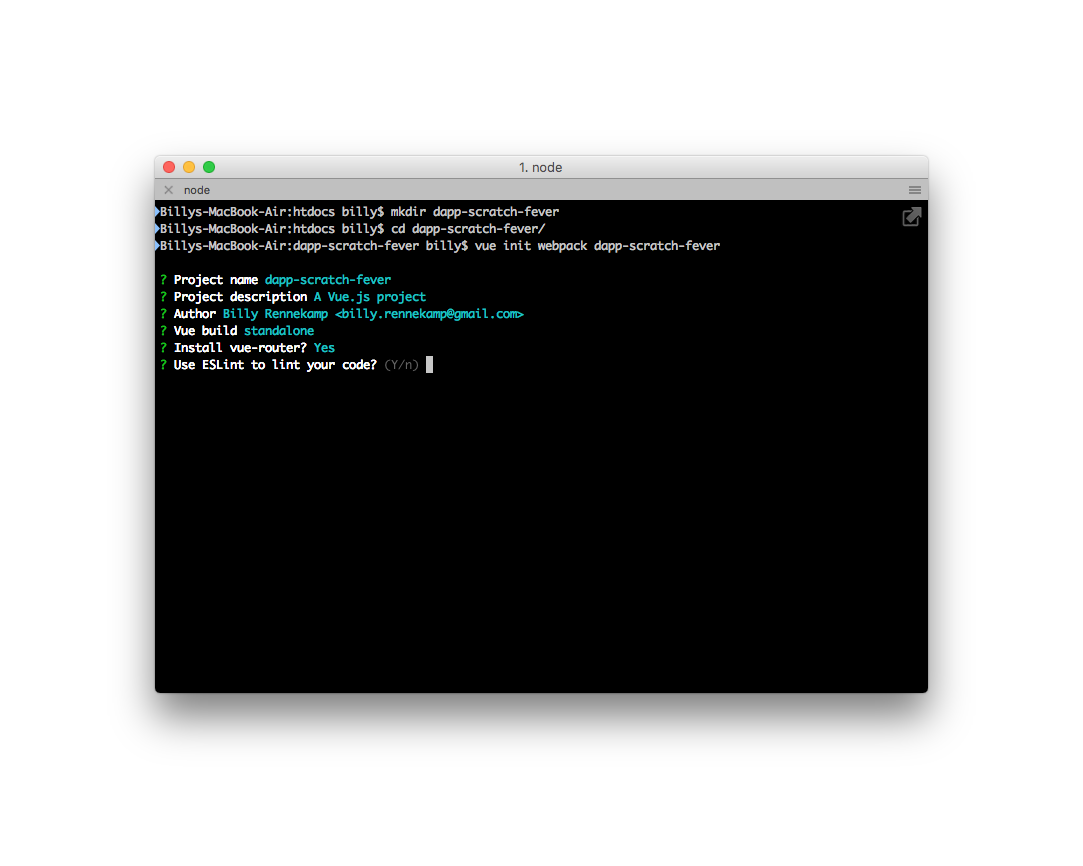 1. node
node
Billys-MacBook-Air:htdocs billy$ mkdir dapp-scratch-fever
Billys-MacBook-Air:htdocs billy$ cd dapp-scratch-fever/
Billys-MacBook-Air:dapp-scratch-fever billy$ vue init webpack dapp-scratch-fever
? Project name dapp-scratch-fever
? Project description A Vue.js project
? Author Billy Rennekamp <billy.rennekamp@gmail.com>
? Vue build standalone
? Install vue-router? Yes
? Use ESLint to lint your code? (Y/n)